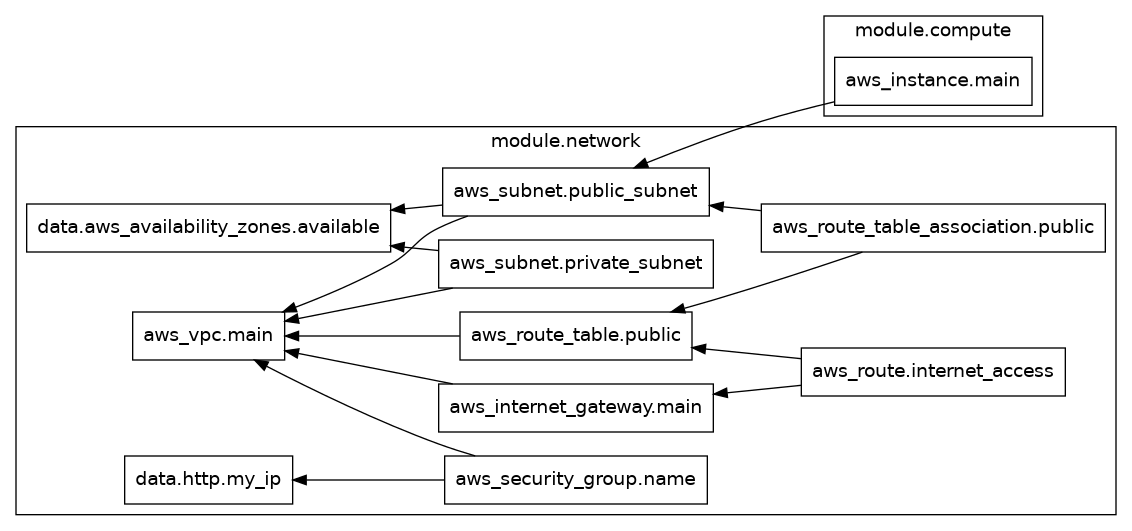 module.compute
aws_instance.main
module.network
aws_subnet.public_subnet
data.aws_availability_zones.available
aws_route_table_association.public
aws_subnet.private_subnet
aws_vpc.main
aws_route_table.public
aws_route.internet_access
aws_internet_gateway.main
data.http.my_ip
aws_security_group.name